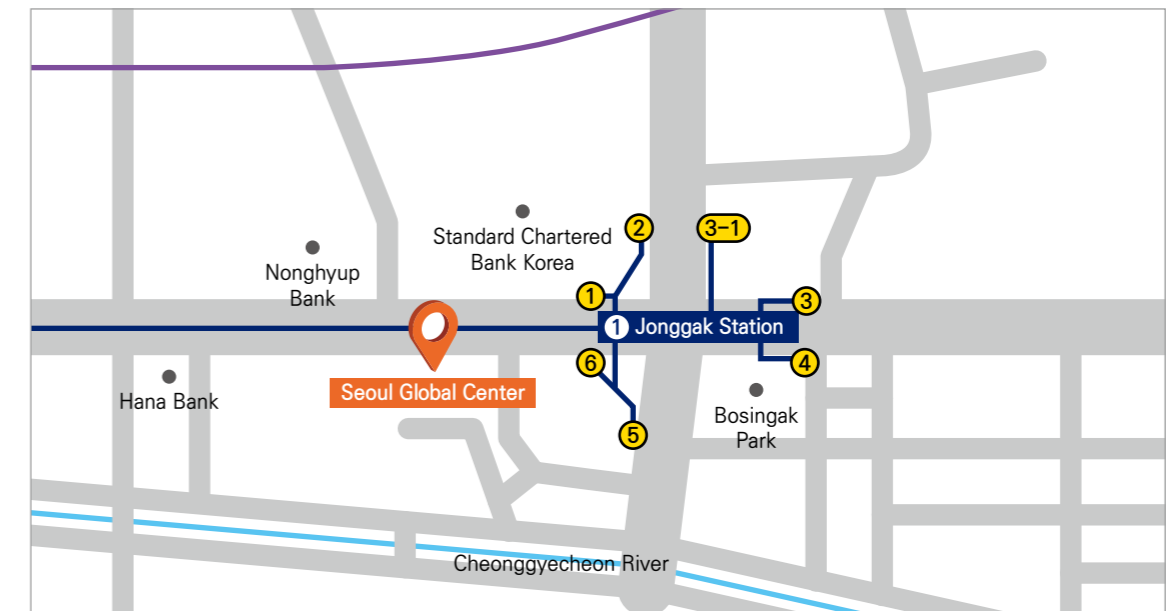 2
3-1
Standard Chartered
Bank Korea
Nonghyup
Bank
1
3
1 Jonggak Station
6
4
Seoul Global Center
Hana Bank
Bosingak
Park
5
Cheonggyecheon River